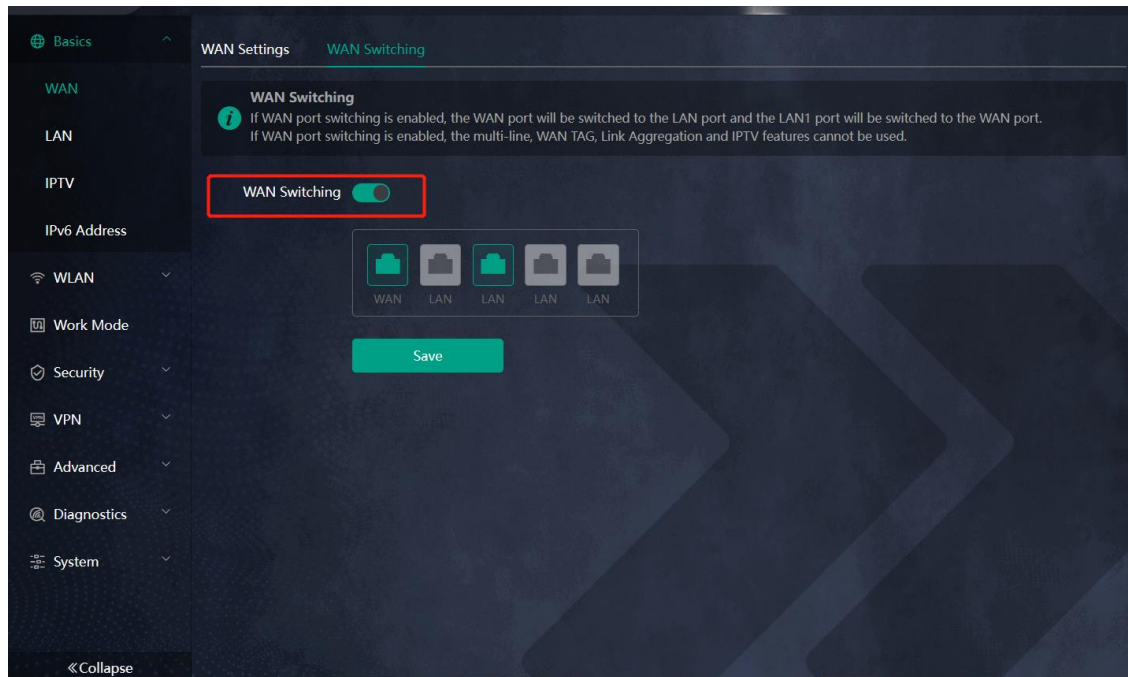 Basics
WAN
LAN
IPTV
IPv6 Address
WLAN
Work Mode
Security
VPN
Advanced
Diagnostics
System
«Collapse
WAN Settings WAN Switching
WAN Switching
If WAN port switching is enabled, the WAN port will be switched to the LAN port and the LAN1 port will be switched to the WAN port.
If WAN port switching is enabled, the multi-line, WAN TAG, Link Aggregation and IPTV features cannot be used.
WAN Switching
WAN LAN LAN LAN LAN
Save